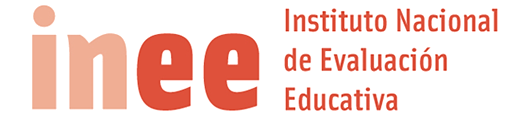 inee
Instituto Nacional
de Evaluación
Educativa